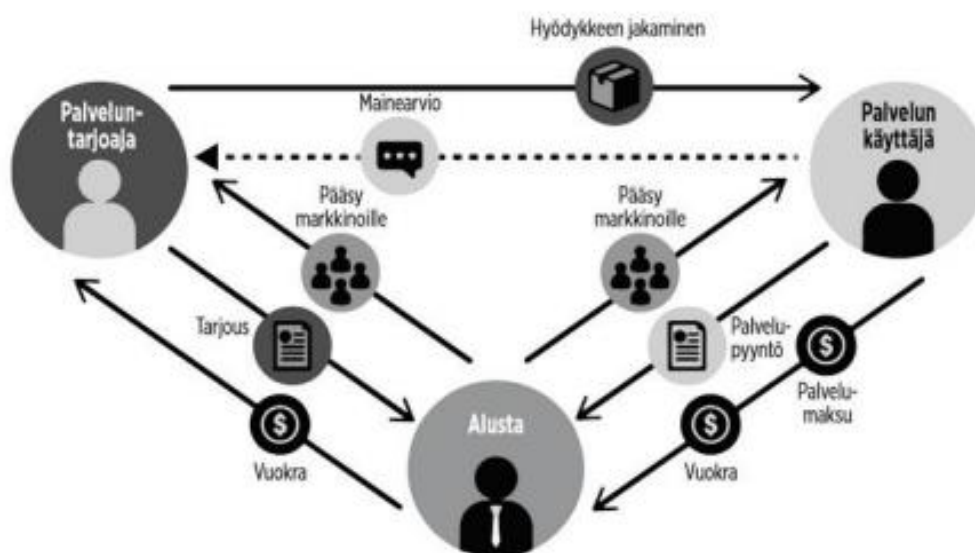 Hyödykkeen jakaminen
Palvelun-
tarjoaja
Mainearvio
Palvelun
käyttäjä
Pääsy
markkinoille
Pääsy
markkinoille
Tarjous
Palvelu-
pyyntö
Palvelu-
maksu
Alusta
Vuokra
Vuokra